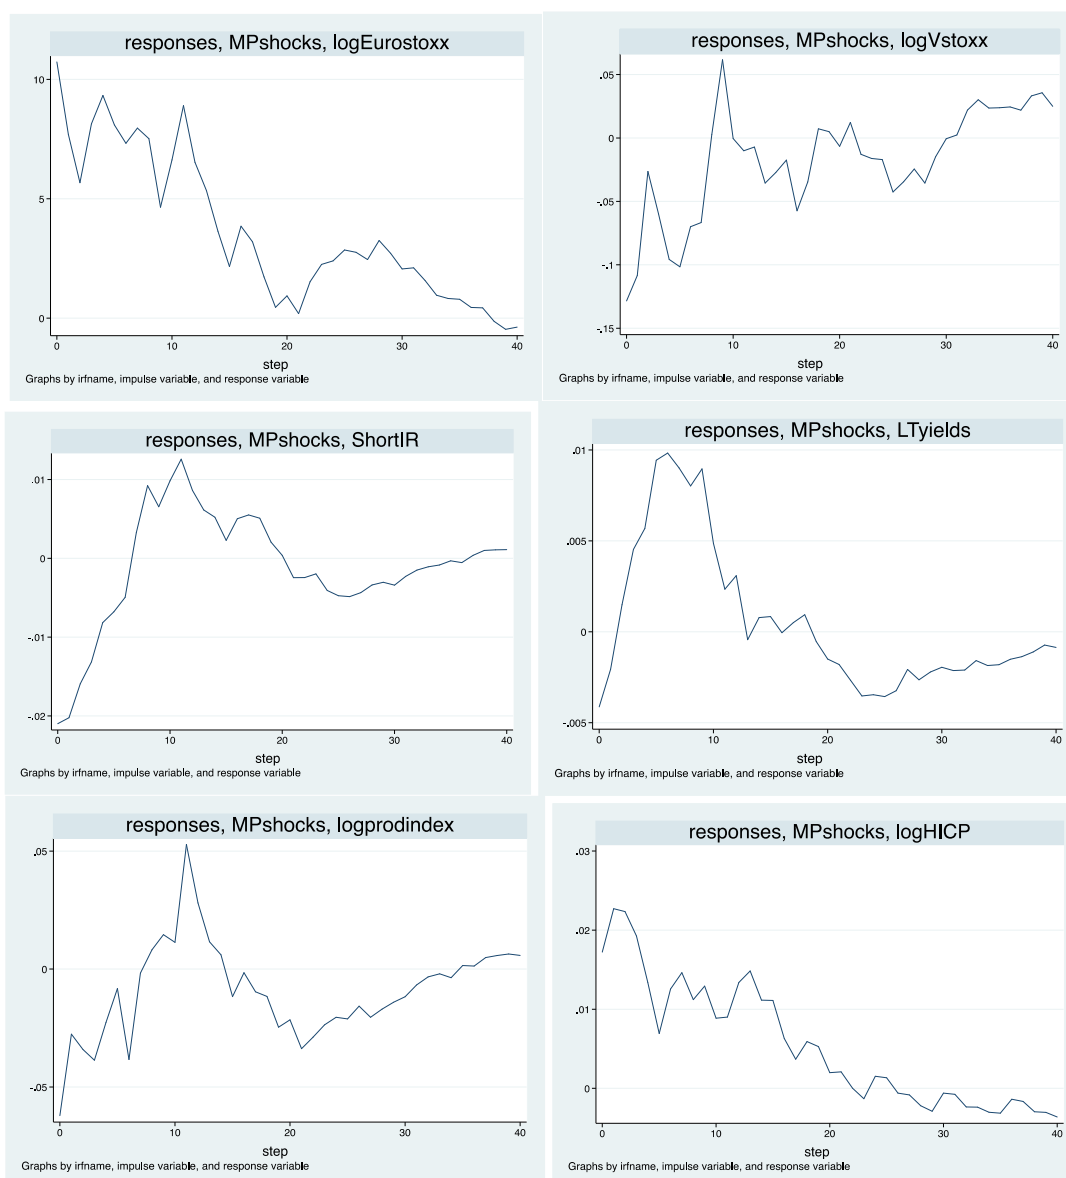 responses, MPshocks, logEurostoxx
10
5
0
0 10 20 30 40
step
Graphs by irfname, impulse variable, and response variable
responses, MPshocks, logVstoxx
.05
0
-.05
-.1
-.15
0 10 20 30 40
step
Graphs by irfname, impulse variable, and response variable
responses, MPshocks, ShortIR
.01
0
-.01
-.02
0 10 20 30 40
step
Graphs by irfname, impulse variable, and response variable
responses, MPshocks, LTyields
.01
.005
0
-.005
0 10 20 30 40
step
Graphs by irfname, impulse variable, and response variable
responses, MPshocks, logprodindex
.05
0
-.05
0 10 20 30 40
step
Graphs by irfname, impulse variable, and response variable
responses, MPshocks, logHICP
.03
.02
.01
0
0 10 20 30 40
step
Graphs by irfname, impulse variable, and response variable